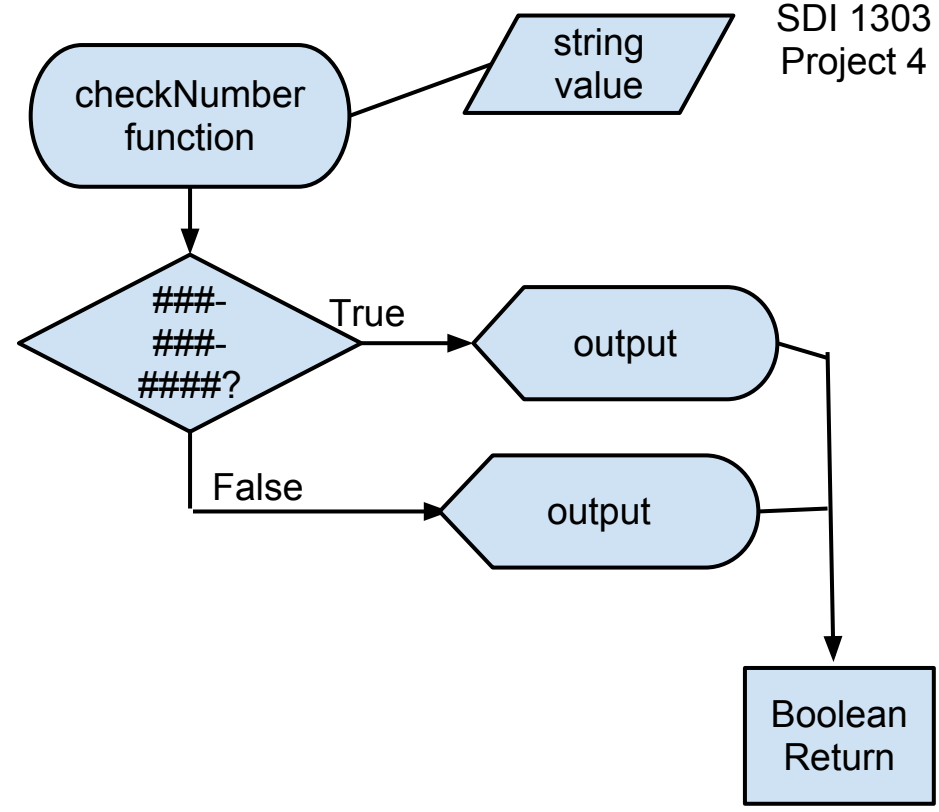 SDI 1303
Project 4
string
value
checkNumber
function
###-
###-
####?
True
output
False
output
Boolean
Return